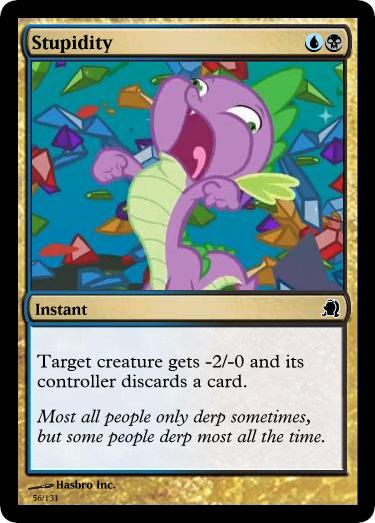 Stupidity
Instant
Target creature gets -2/-0 and its
controller discards a card.
Most all people only derp sometimes,
but some people derp most all the time.
Hasbro Inc.
56/131